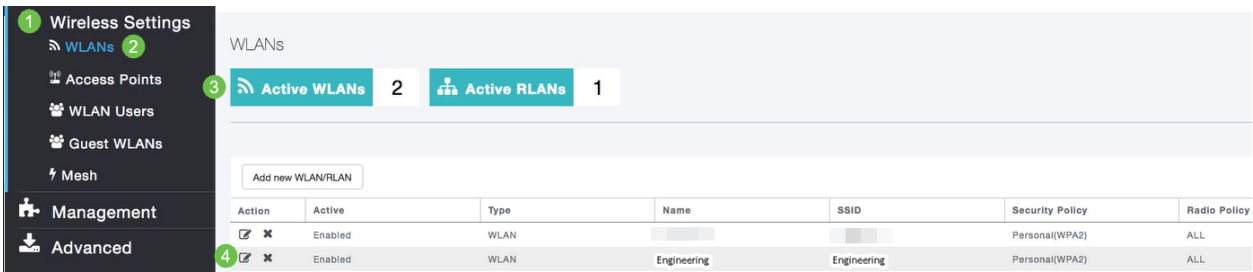 1 Wireless Settings
WLANs 2
Access Points
WLAN Users
Guest WLANs
Mesh
Management
Advanced
WLANs
3 Active WLANs 2 Active RLANs 1
Add new WLAN/RLAN
Action Active Type Name SSID Security Policy Radio Policy
Enabled WLAN Personal(WPA2) ALL
4 Enabled WLAN Engineering Engineering Personal(WPA2) ALL